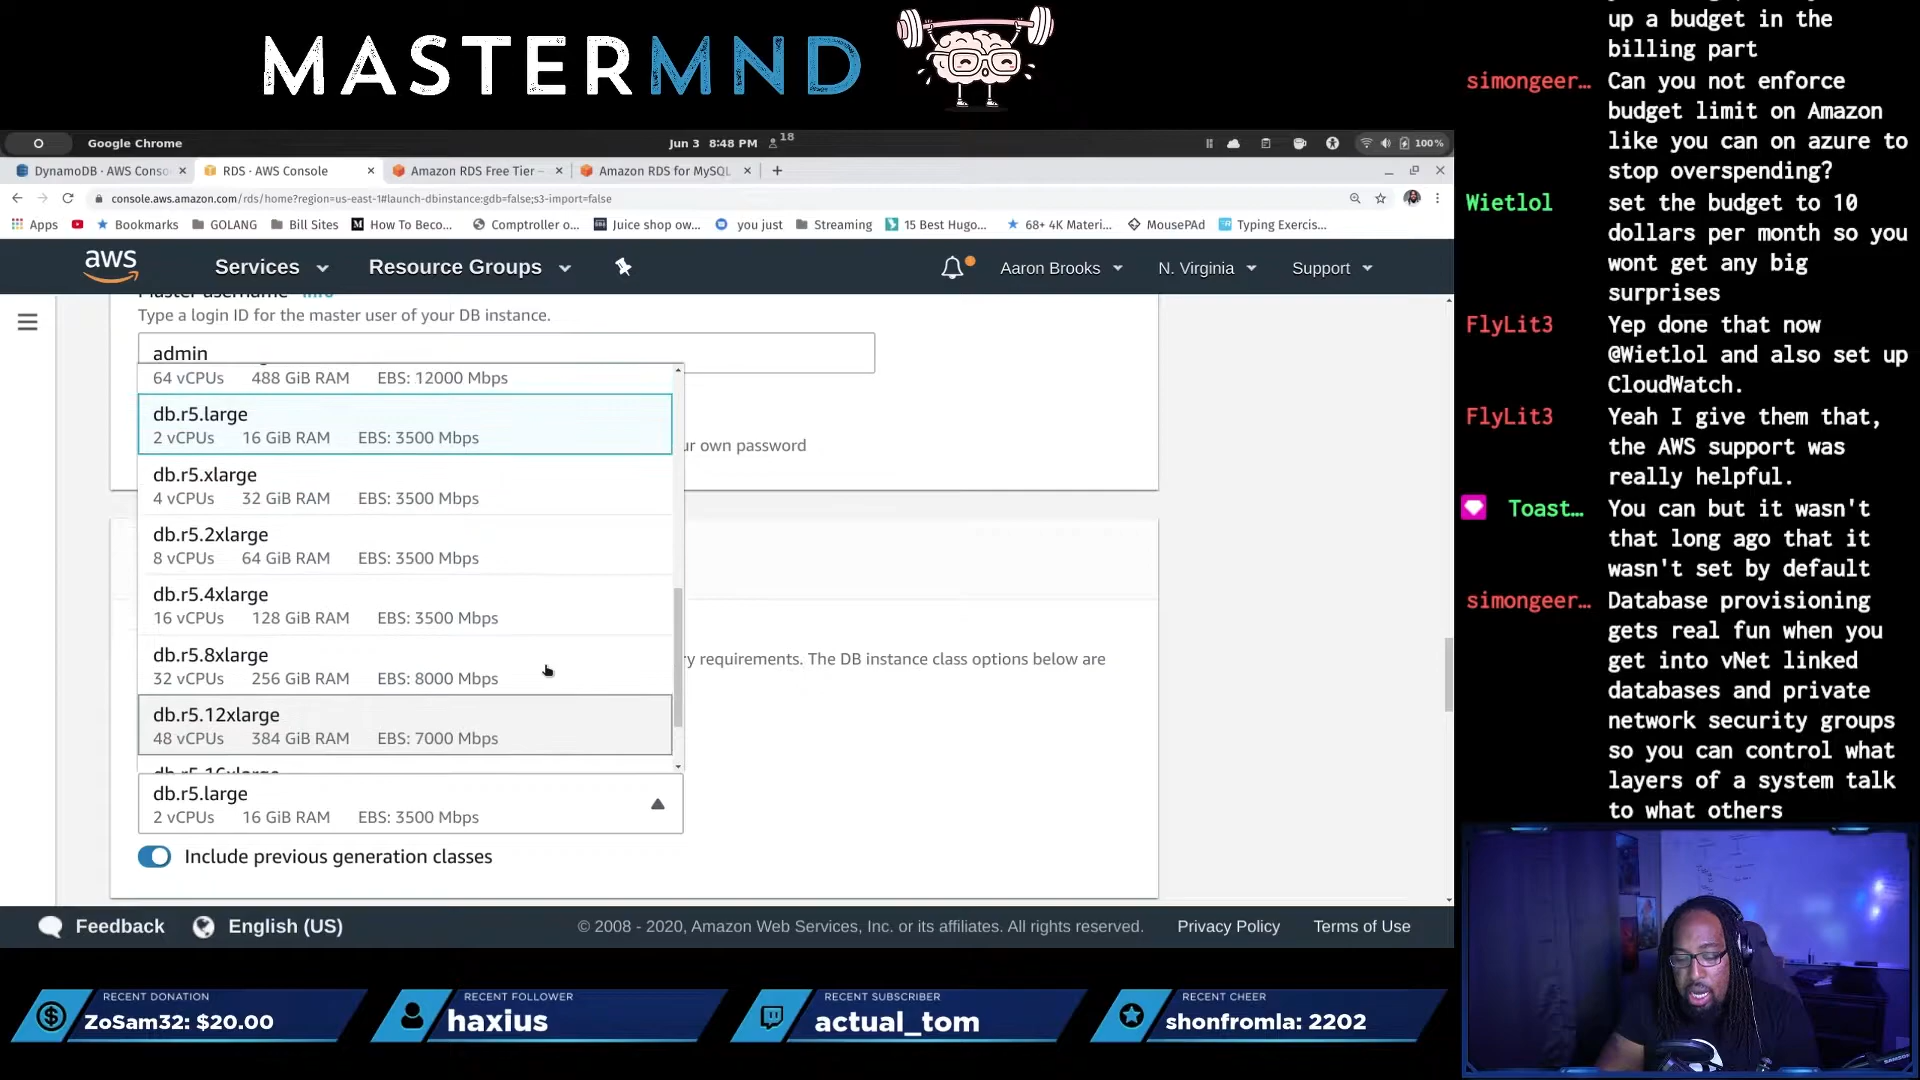 MASTERMND
Google Chrome
Jun 3 8:48 PM
18
100%
DynamoDB · AWS Conso
RDS - AWS Console
Amazon RDS Free Tier –
Amazon RDS for MySQL
console.aws.amazon.com/rds/home?region=us-east-1#launch-dbinstance:gdb=false;s3-import=false
Apps
Bookmarks
GOLANG
Bill Sites
How To Beco...
Comptroller o...
Juice shop ow...
you just
Streaming
15 Best Hugo...
68+ 4K Materi...
MousePAd
Typing Exercis...
aws
Services
Resource Groups
Aaron Brooks
N. Virginia
Support
Master username Info
Type a login ID for the master user of your DB instance.
admin
64 vCPUs 488 GiB RAM EBS: 12000 Mbps
db.r5.large
2 vCPUs 16 GiB RAM EBS: 3500 Mbps
ur own password
db.r5.xlarge
4 vCPUs 32 GiB RAM EBS: 3500 Mbps
db.r5.2xlarge
8 vCPUs 64 GiB RAM EBS: 3500 Mbps
db.r5.4xlarge
16 vCPUs 128 GiB RAM EBS: 3500 Mbps
db.r5.8xlarge
32 vCPUs 256 GiB RAM EBS: 8000 Mbps
y requirements. The DB instance class options below are
db.r5.12xlarge
48 vCPUs 384 GiB RAM EBS: 7000 Mbps
db.r5.16xlarge
db.r5.large
2 vCPUs 16 GiB RAM EBS: 3500 Mbps
Include previous generation classes
Feedback
English (US)
© 2008 - 2020, Amazon Web Services, Inc. or its affiliates. All rights reserved.
Privacy Policy
Terms of Use
up a budget in the
billing part
simongeer… Can you not enforce
budget limit on Amazon
like you can on azure to
stop overspending?
Wietlol set the budget to 10
dollars per month so you
wont get any big
surprises
FlyLit3 Yep done that now
@Wietlol and also set up
CloudWatch.
FlyLit3 Yeah I give them that,
the AWS support was
really helpful.
Toast… You can but it wasn't
that long ago that it
wasn't set by default
simongeer… Database provisioning
gets real fun when you
get into vNet linked
databases and private
network security groups
so you can control what
layers of a system talk
to what others
RECENT DONATION
ZoSam32: $20.00
RECENT FOLLOWER
haxius
RECENT SUBSCRIBER
actual_tom
RECENT CHEER
shonfromla: 2202